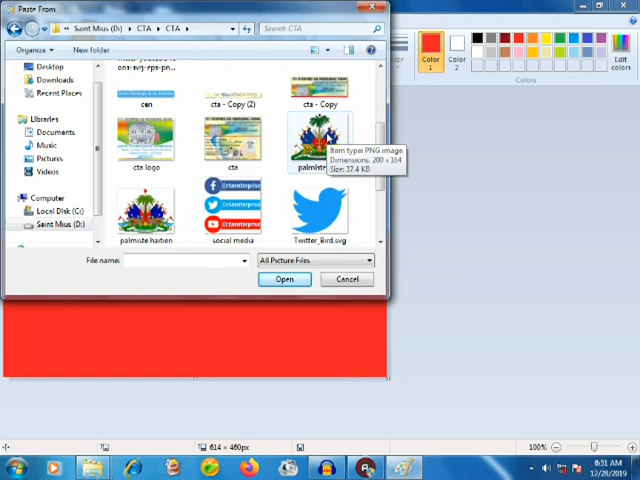 Paste From
Saint Mius (D:) ▸ CTA ▸ CTA ▸
Search CTA
Organize
New folder
Desktop
Downloads
Recent Places
Libraries
Documents
Music
Pictures
Videos
Computer
Local Disk (C:)
Saint Mius (D:)
cen
cta - Copy (2)
cta - Copy
cta logo
cta
palmist
Item type: PNG image
Dimensions: 200 x 164
Size: 37.4 KB
palmiste haitien
social media
Twitter_Bird.svg
File name:
All Picture Files
Open
Cancel
Color
1
Color
2
Edit
colors
Colors
614 × 460px
100%
6:31 AM
12/28/2019